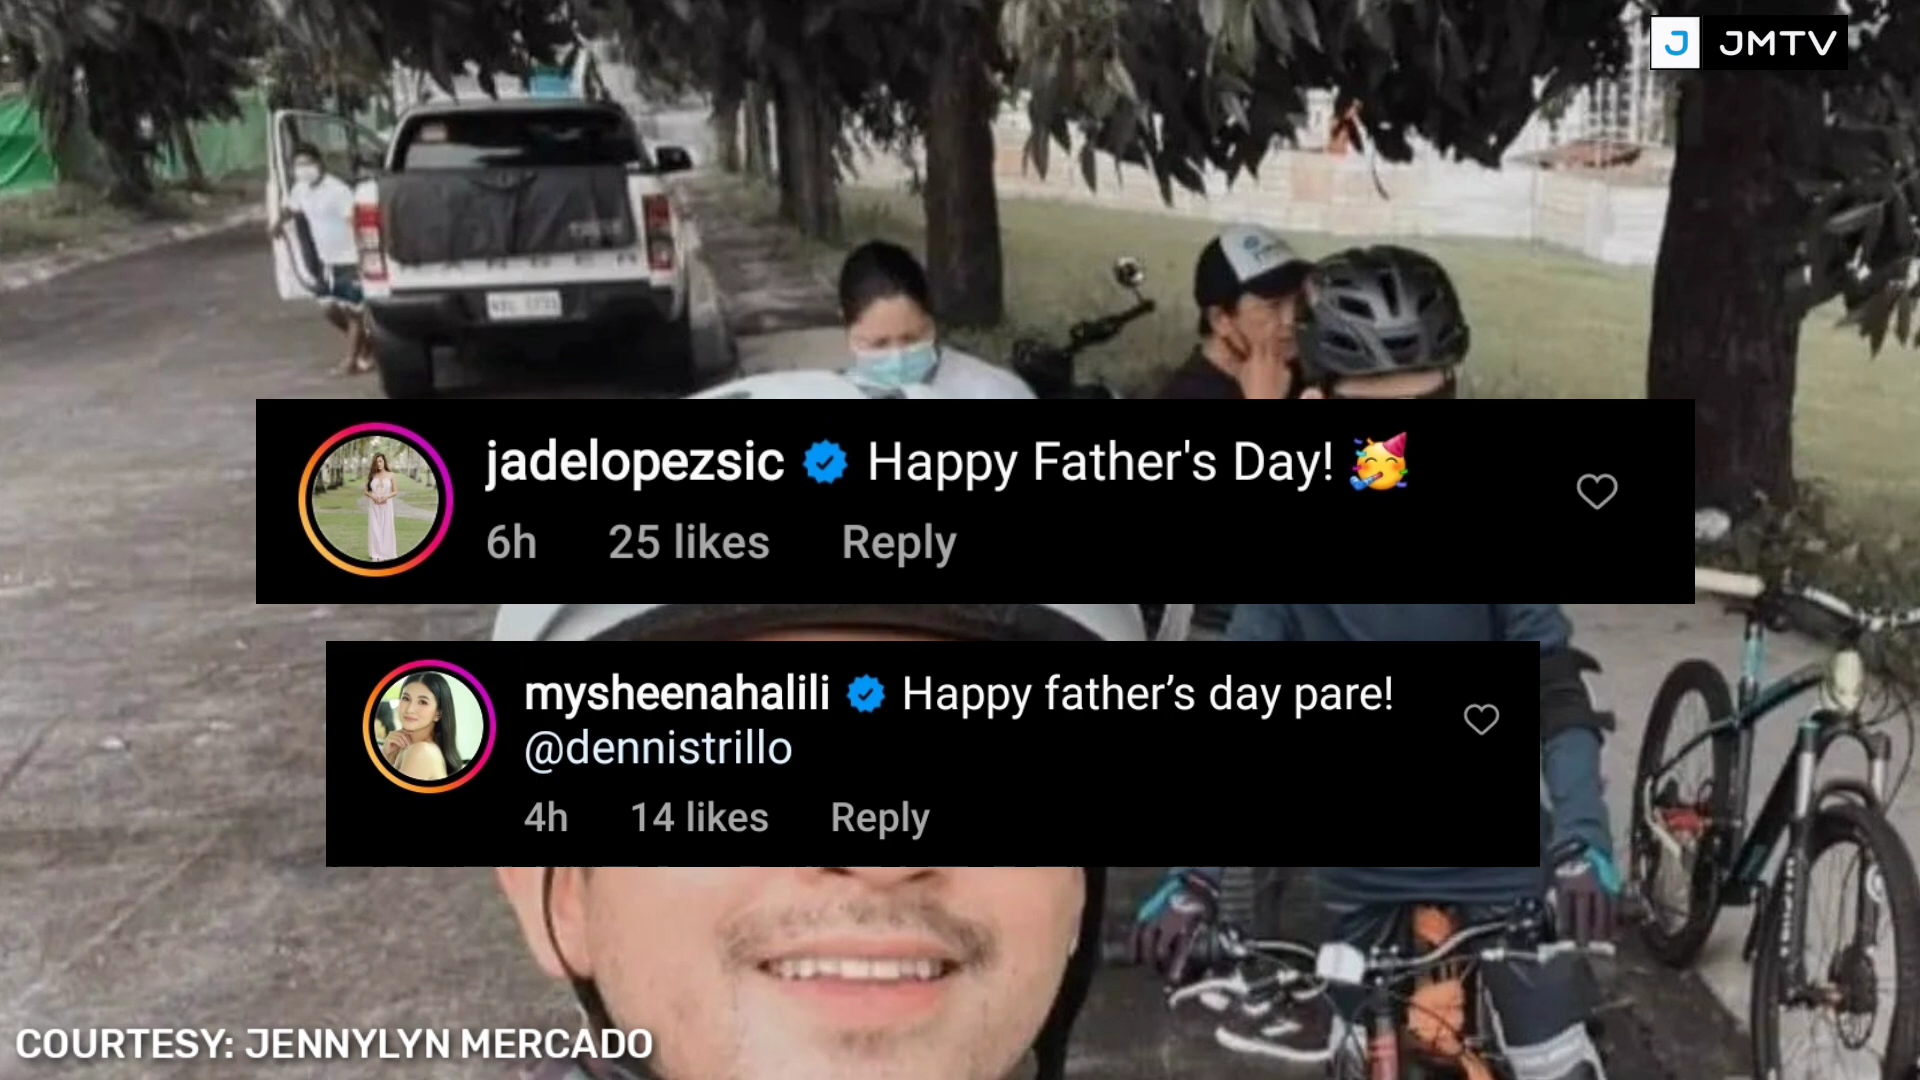 J JMTV
jadelopezsic Happy Father's Day! 🥳
6h 25 likes Reply
mysheenahalili Happy father’s day pare!
@dennistrillo
4h 14 likes Reply
COURTESY: JENNYLYN MERCADO